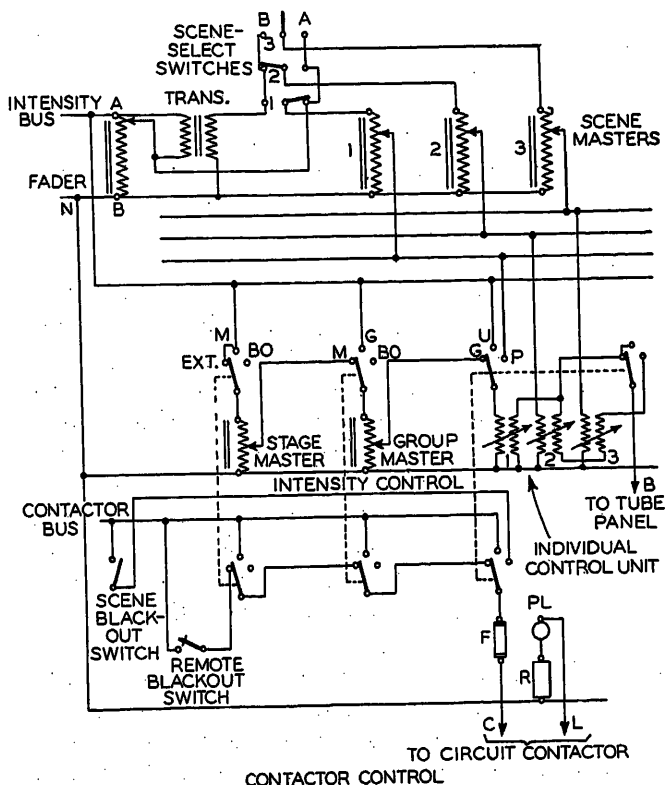 B A
SCENE-
SELECT
SWITCHES
3
2
1
INTENSITY
BUS
A
TRANS.
SCENE
MASTERS
1
2
3
FADER
N
B
M
G
U
EXT.
BO
M
BO
G
P
STAGE
MASTER
GROUP
MASTER
1
2
3
INTENSITY CONTROL
B
TO TUBE
PANEL
CONTACTOR
BUS
INDIVIDUAL
CONTROL UNIT
SCENE
BLACK-
OUT
SWITCH
REMOTE
BLACKOUT
SWITCH
F
PL
R
C
L
TO CIRCUIT CONTACTOR
CONTACTOR CONTROL